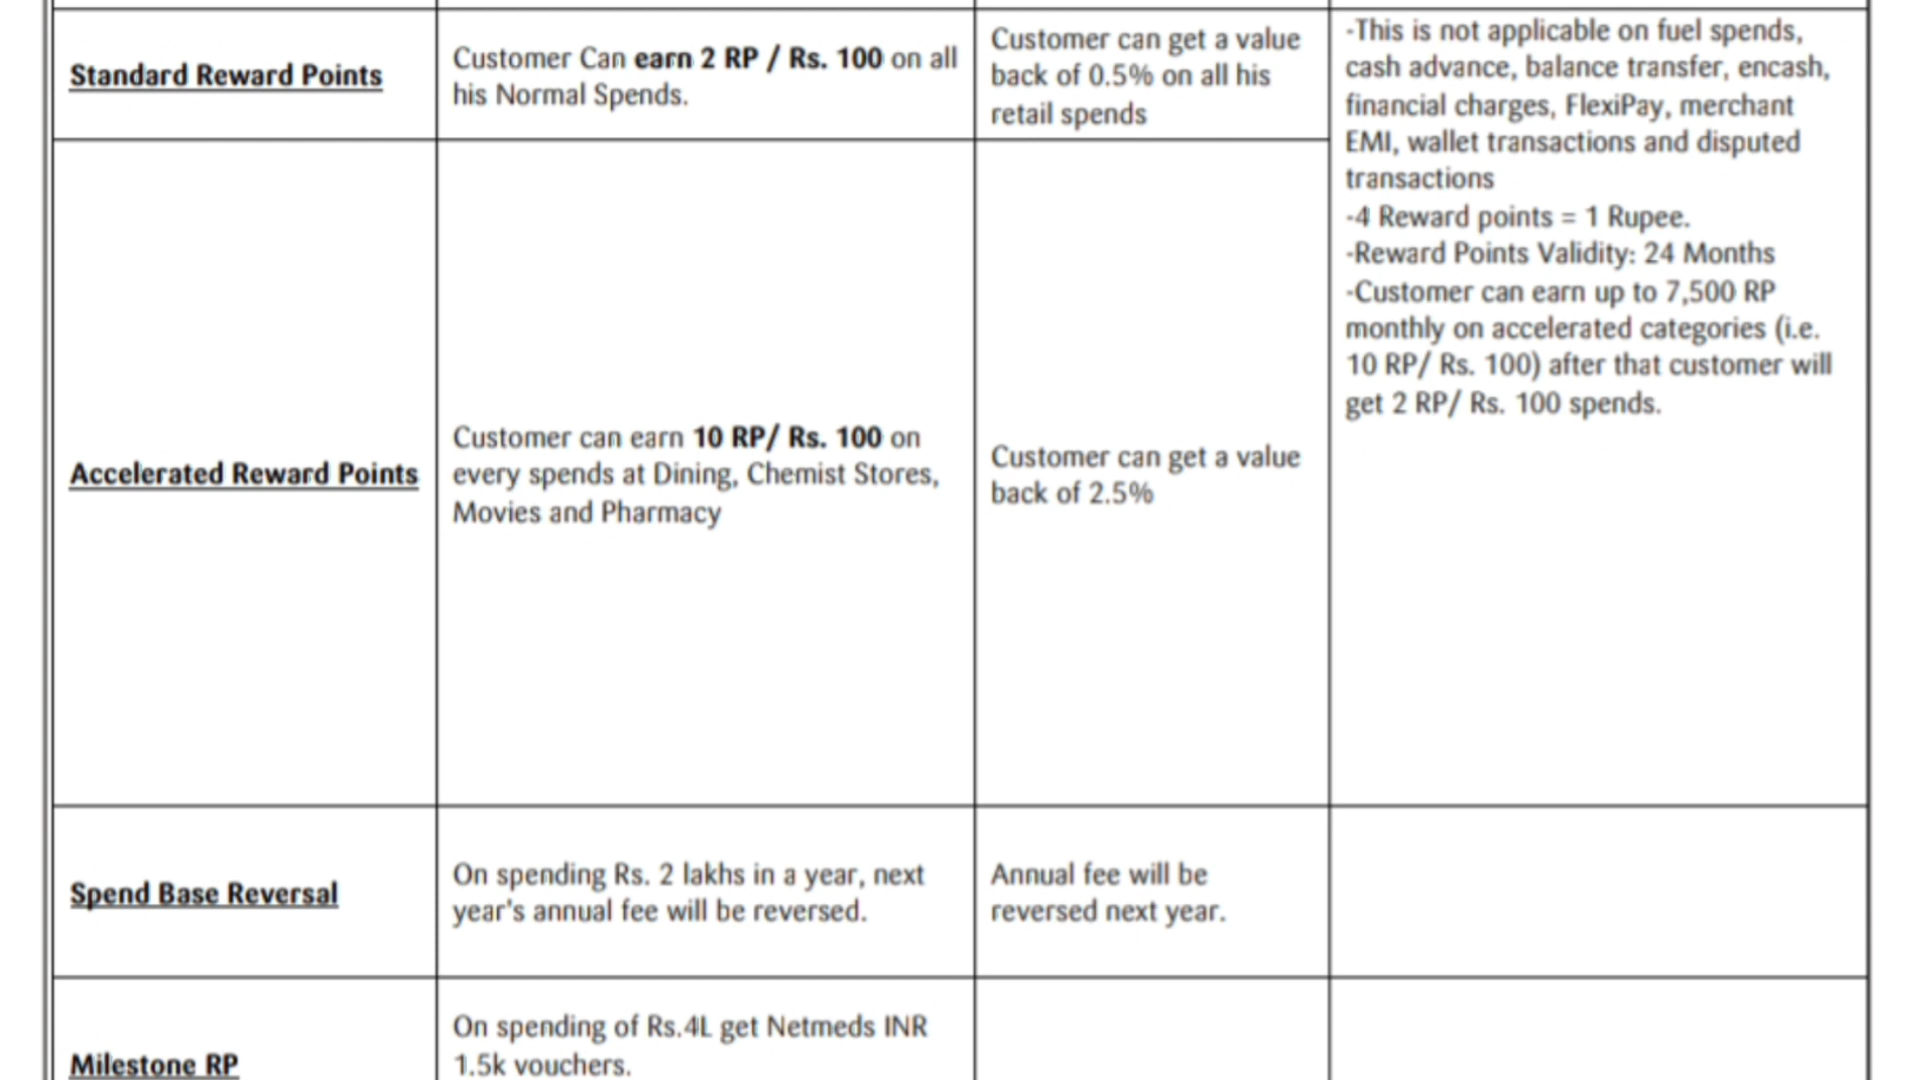 Standard Reward Points
Customer Can earn 2 RP / Rs. 100 on all
his Normal Spends.
Customer can get a value
back of 0.5% on all his
retail spends
-This is not applicable on fuel spends,
cash advance, balance transfer, encash,
financial charges, FlexiPay, merchant
EMI, wallet transactions and disputed
transactions
-4 Reward points = 1 Rupee.
-Reward Points Validity: 24 Months
-Customer can earn up to 7,500 RP
monthly on accelerated categories (i.e.
10 RP/ Rs. 100) after that customer will
get 2 RP/ Rs. 100 spends.
Accelerated Reward Points
Customer can earn 10 RP/ Rs. 100 on
every spends at Dining, Chemist Stores,
Movies and Pharmacy
Customer can get a value
back of 2.5%
Spend Base Reversal
On spending Rs. 2 lakhs in a year, next
year's annual fee will be reversed.
Annual fee will be
reversed next year.
Milestone RP
On spending of Rs.4L get Netmeds INR
1.5k vouchers.